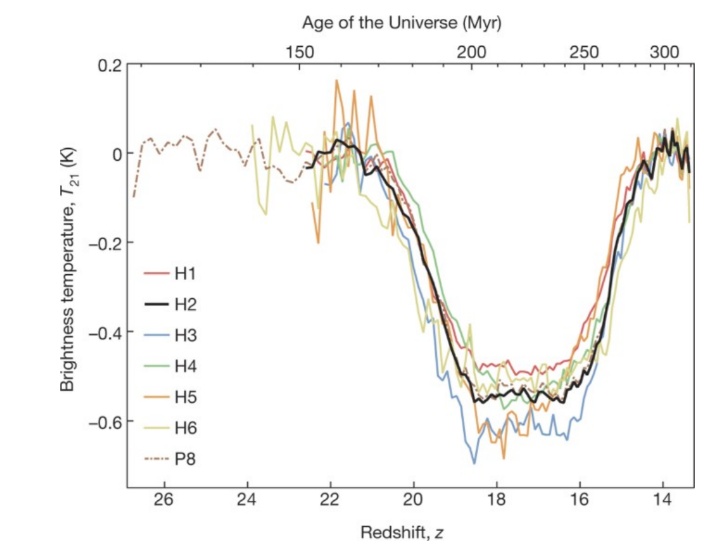 Age of the Universe (Myr)
150 200 250 300
0.2
0
−0.2
−0.4
−0.6
Brightness temperature, T21 (K)
H1
H2
H3
H4
H5
H6
P8
26 24 22 20 18 16 14
Redshift, z